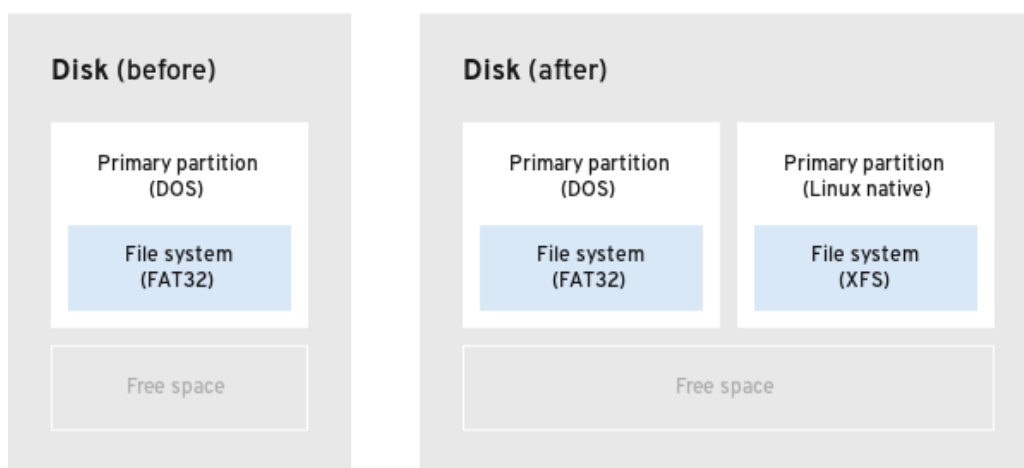 Disk (before)
Primary partition
(DOS)
File system
(FAT32)
Free space
Disk (after)
Primary partition
(DOS)
File system
(FAT32)
Primary partition
(Linux native)
File system
(XFS)
Free space